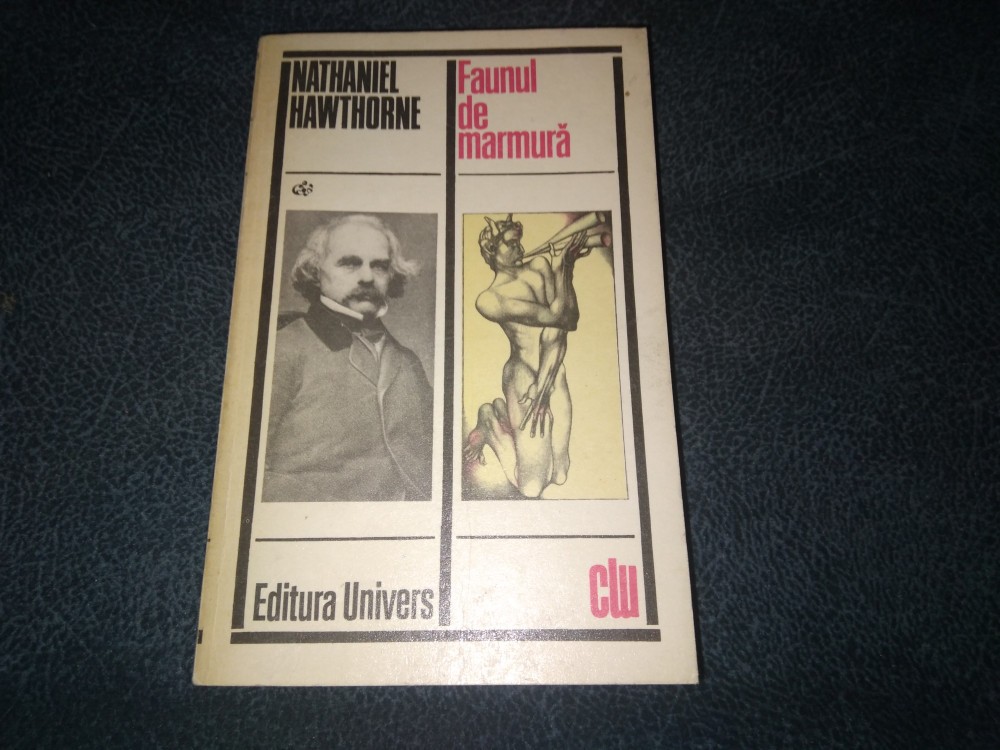 NATHANIEL
HAWTHORNE
Faunul
de
marmură
Editura Univers
clu